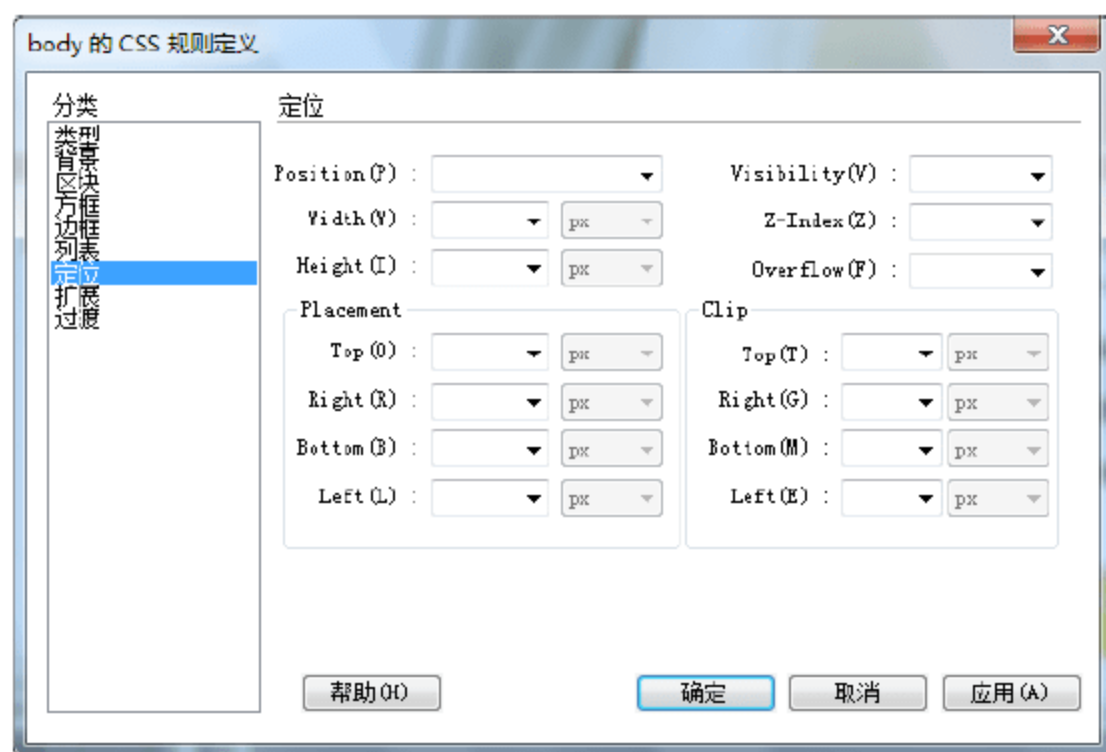 body 的 CSS 规则定义
分类
类型
背景
区块
方框
边框
列表
定位
扩展
过渡
定位
Position(P) :
Visibility(V) :
Width(W) : px
Z-Index(Z) :
Height(I) : px
Overflow(F) :
Placement
Top(O) : px
Right(R) : px
Bottom(B) : px
Left(L) : px
Clip
Top(T) : px
Right(G) : px
Bottom(M) : px
Left(E) : px
帮助(H)
确定
取消
应用(A)